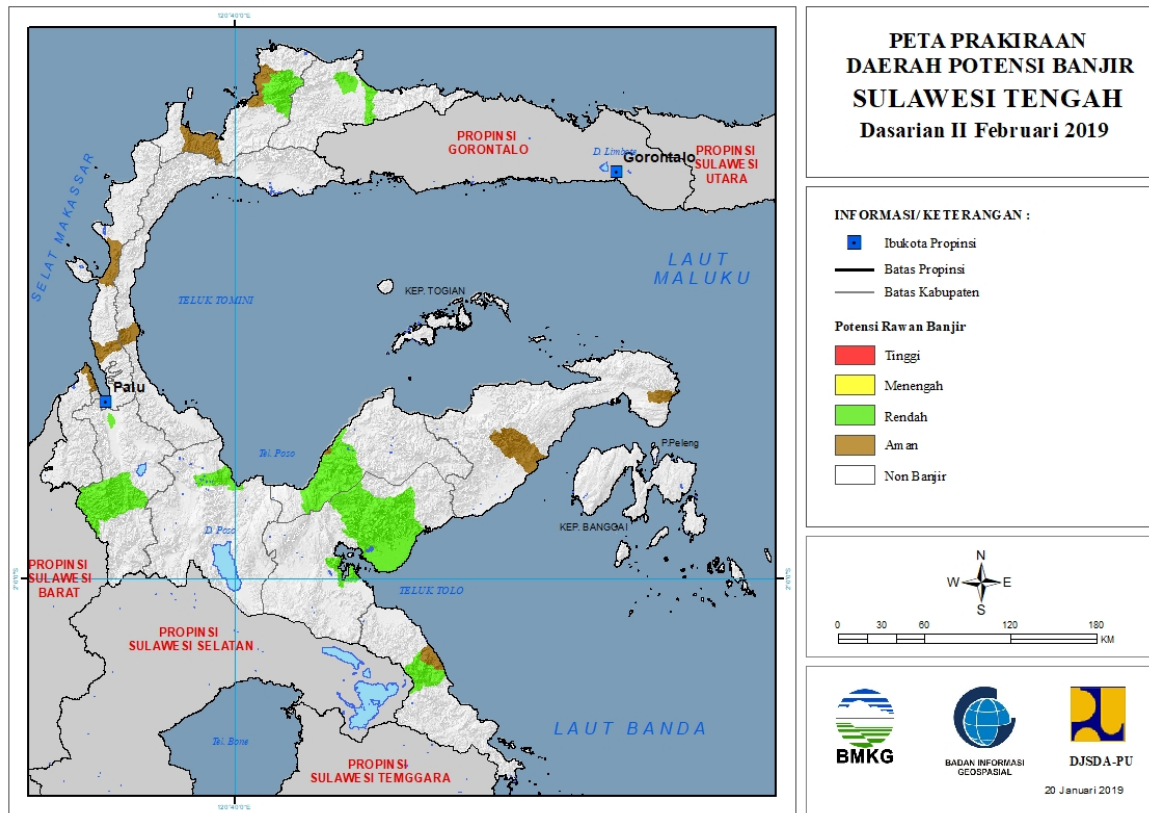 PETA PRAKIRAAN
DAERAH POTENSI BANJIR
SULAWESI TENGAH
Dasarian II Februari 2019
INFORMASI/ KETERANGAN :
Ibukota Propinsi
Batas Propinsi
Batas Kabupaten
Potensi Rawan Banjir
Tinggi
Menengah
Rendah
Aman
Non Banjir
N
W E
S
0 30 60 120 180
KM
BMKG
BADAN INFORMASI
GEOSPASIAL
DJSDA-PU
20 Januari 2019
PROPINSI
GORONTALO
D. Limboto
Gorontalo
PROPINSI
SULAWESI
UTARA
SELAT MAKASSAR
LAUT
MALUKU
TELUK TOMINI
KEP. TOGIAN
Palu
Tel. Poso
P.Peleng
KEP. BANGGAI
D. Poso
PROPINSI
SULAWESI
BARAT
TELUK TOLO
PROPINSI
SULAWESI SELATAN
LAUT BANDA
Tel. Bone
PROPINSI
SULAWESI TEMGGARA